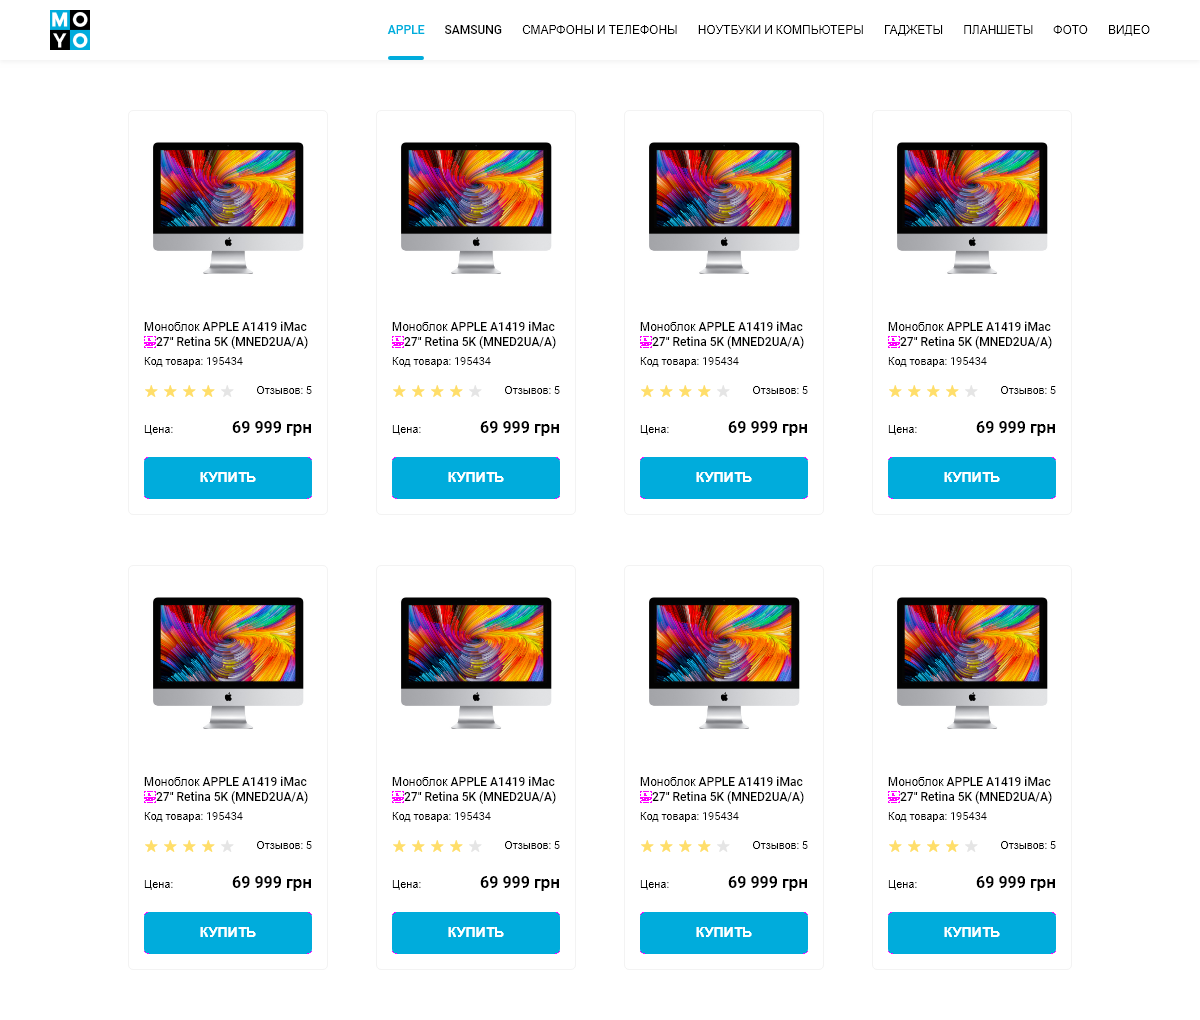 MO
YO
APPLE SAMSUNG СМАРФОНЫ И ТЕЛЕФОНЫ НОУТБУКИ И КОМПЬЮТЕРЫ ГАДЖЕТЫ ПЛАНШЕТЫ ФОТО ВИДЕО
Моноблок APPLE A1419 iMac
27" Retina 5K (MNED2UA/A)
Код товара: 195434
Отзывов: 5
Цена: 69 999 грн
КУПИТЬ
Моноблок APPLE A1419 iMac
27" Retina 5K (MNED2UA/A)
Код товара: 195434
Отзывов: 5
Цена: 69 999 грн
КУПИТЬ
Моноблок APPLE A1419 iMac
27" Retina 5K (MNED2UA/A)
Код товара: 195434
Отзывов: 5
Цена: 69 999 грн
КУПИТЬ
Моноблок APPLE A1419 iMac
27" Retina 5K (MNED2UA/A)
Код товара: 195434
Отзывов: 5
Цена: 69 999 грн
КУПИТЬ
Моноблок APPLE A1419 iMac
27" Retina 5K (MNED2UA/A)
Код товара: 195434
Отзывов: 5
Цена: 69 999 грн
КУПИТЬ
Моноблок APPLE A1419 iMac
27" Retina 5K (MNED2UA/A)
Код товара: 195434
Отзывов: 5
Цена: 69 999 грн
КУПИТЬ
Моноблок APPLE A1419 iMac
27" Retina 5K (MNED2UA/A)
Код товара: 195434
Отзывов: 5
Цена: 69 999 грн
КУПИТЬ
Моноблок APPLE A1419 iMac
27" Retina 5K (MNED2UA/A)
Код товара: 195434
Отзывов: 5
Цена: 69 999 грн
КУПИТЬ